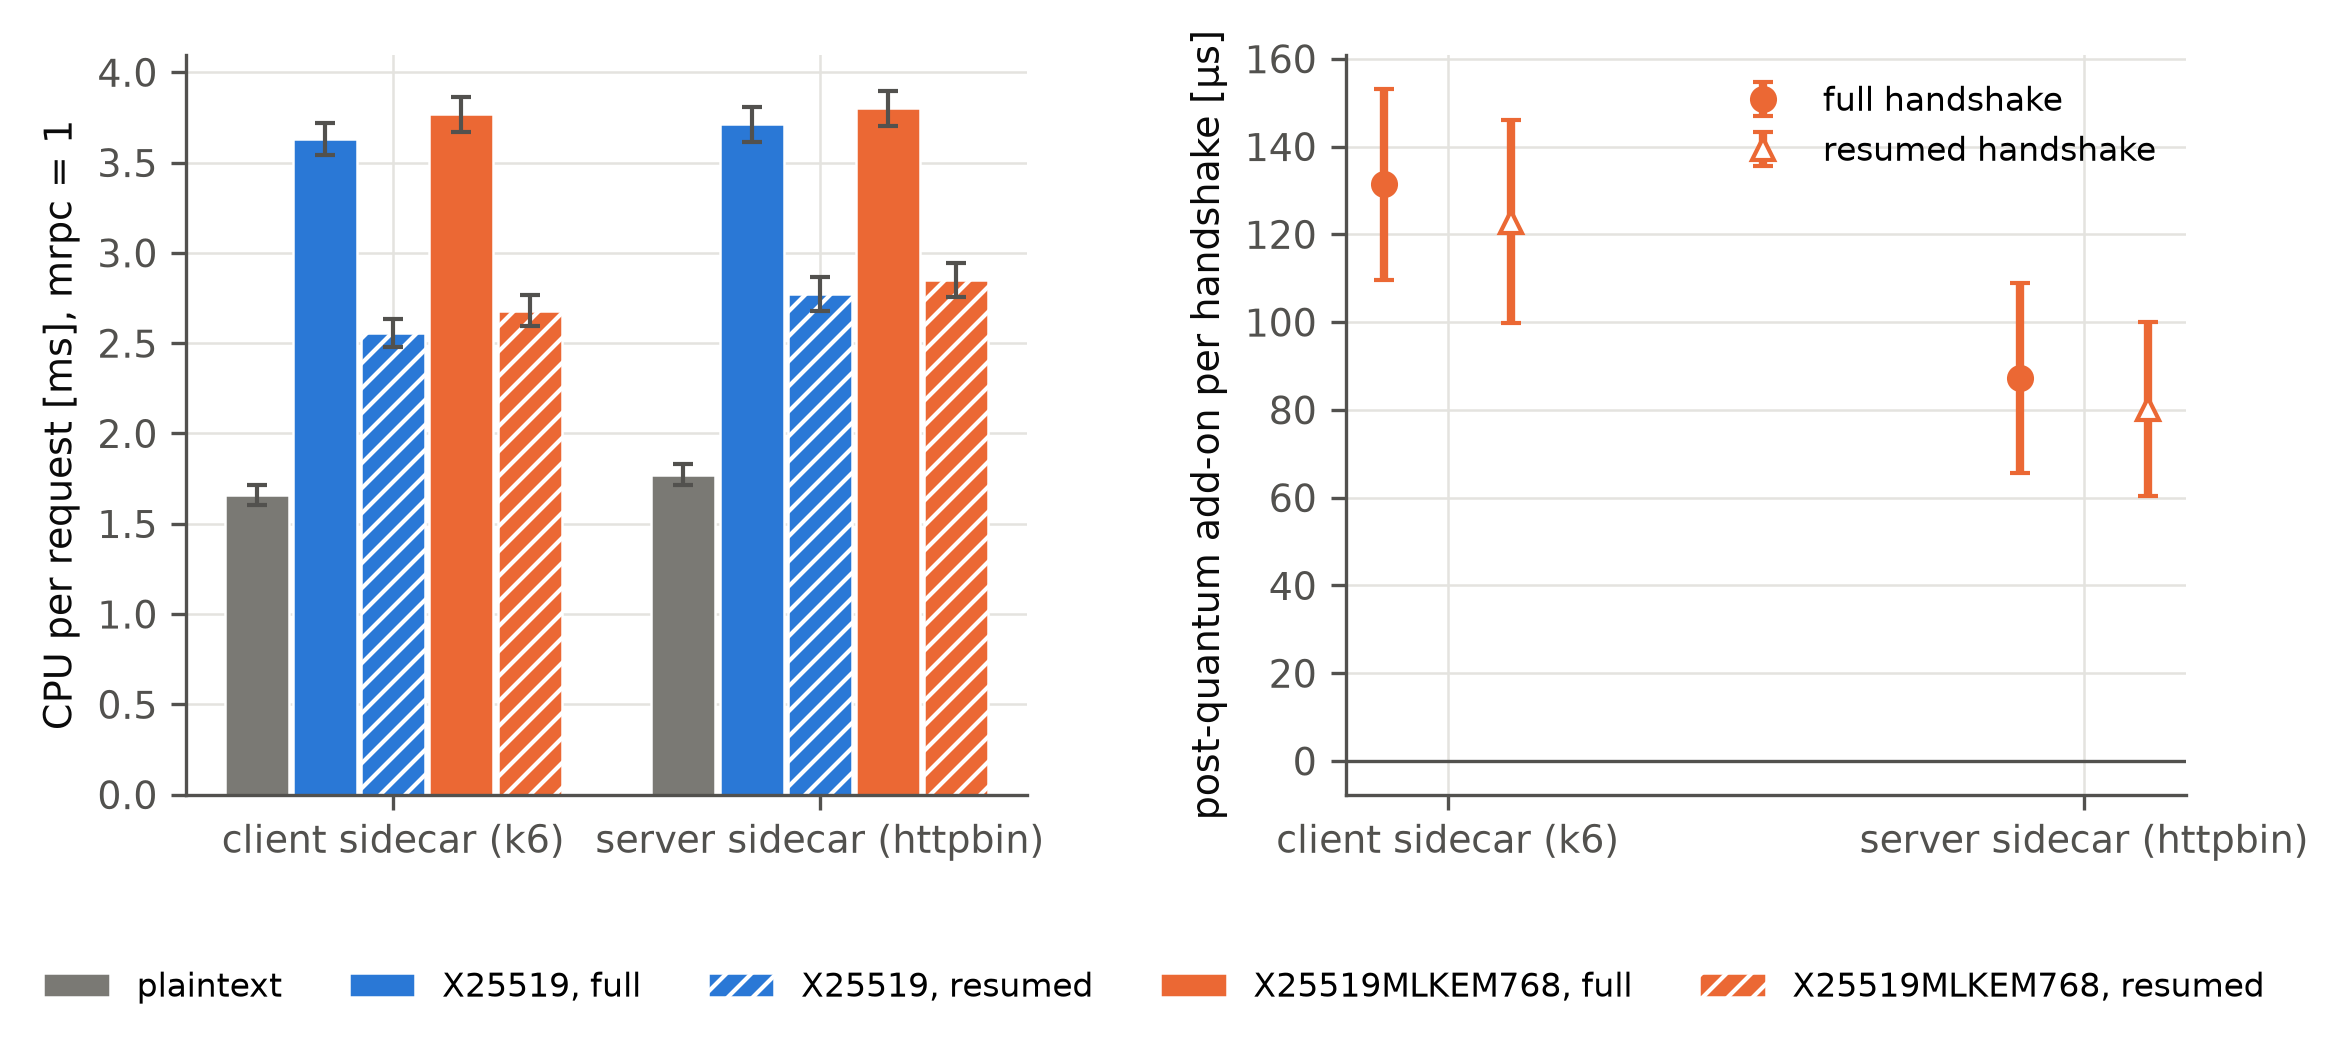 CPU per request [ms], mrpc = 1
4.0
3.5
3.0
2.5
2.0
1.5
1.0
0.5
0.0
client sidecar (k6)
server sidecar (httpbin)
post-quantum add-on per handshake [µs]
160
140
120
100
80
60
40
20
0
full handshake
resumed handshake
client sidecar (k6)
server sidecar (httpbin)
plaintext
X25519, full
X25519, resumed
X25519MLKEM768, full
X25519MLKEM768, resumed